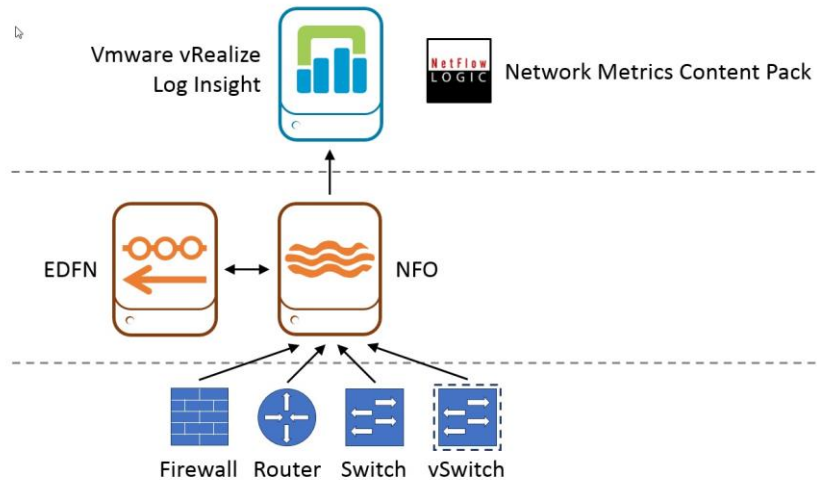 Vmware vRealize
Log Insight
NetFlow
LOGIC
Network Metrics Content Pack
EDFN
NFO
Firewall Router Switch vSwitch